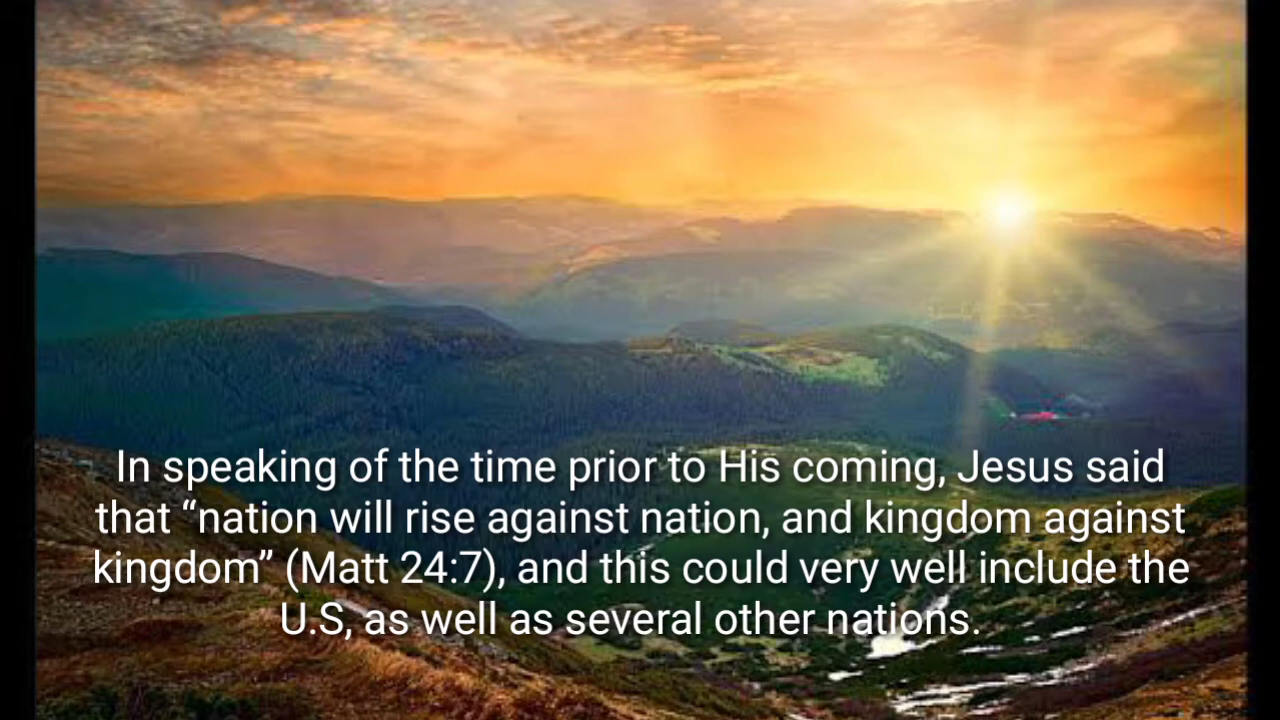 In speaking of the time prior to His coming, Jesus said
that “nation will rise against nation, and kingdom against
kingdom” (Matt 24:7), and this could very well include the
U.S, as well as several other nations.